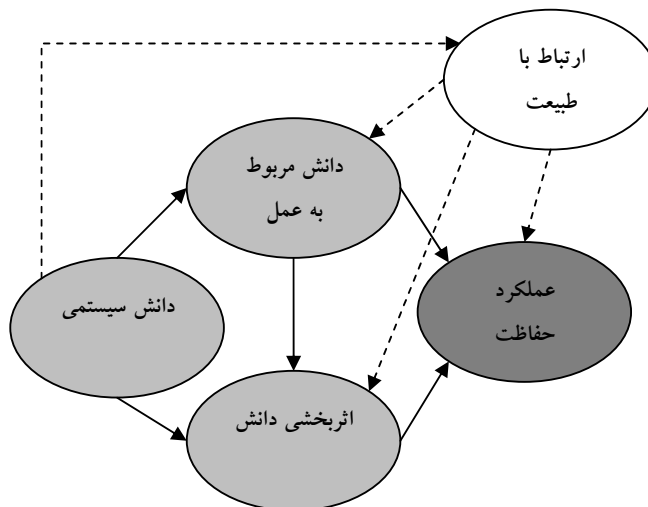 ارتباط با
طبیعت
دانش مربوط
به عمل
عملکرد
حفاظت
دانش سیستمی
اثربخشی دانش